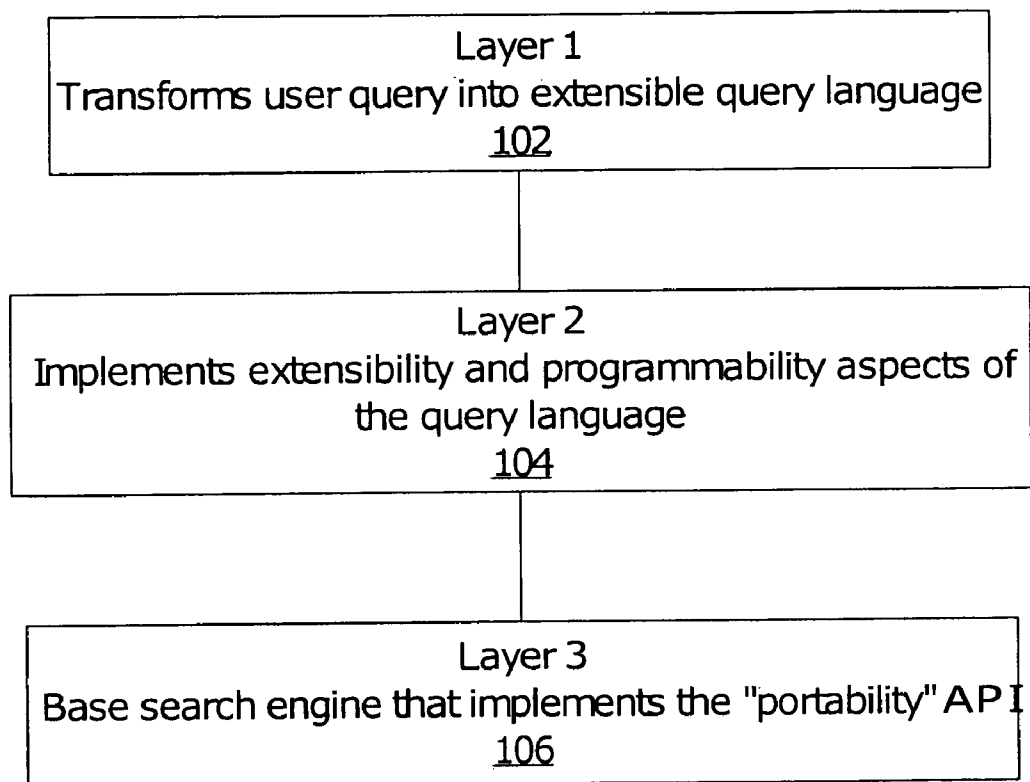 Layer 1
Transforms user query into extensible query language
102
Layer 2
Implements extensibility and programmability aspects of
the query language
104
Layer 3
Base search engine that implements the "portability" API
106